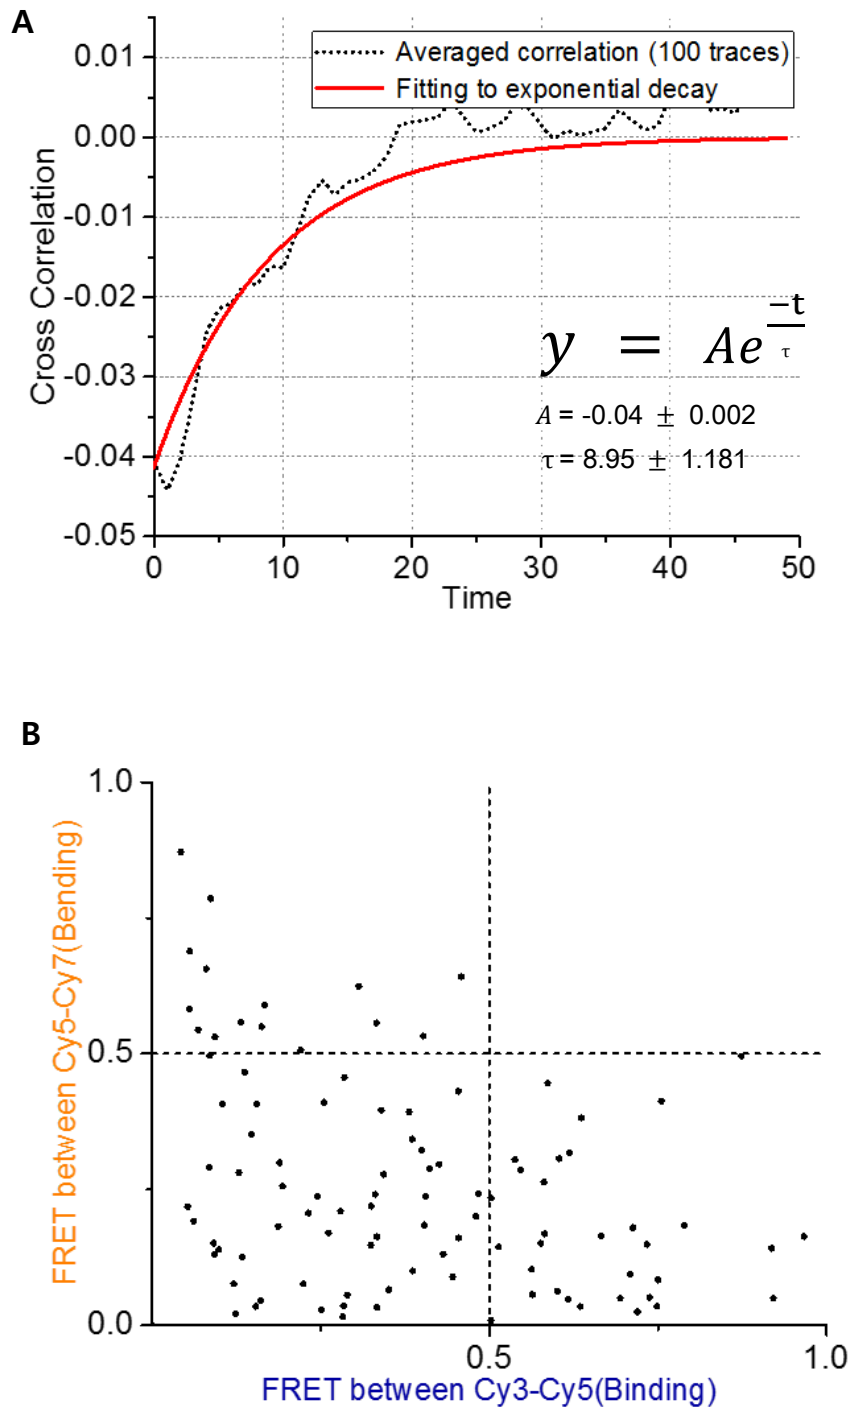 A
0.01
0.00
-0.01
-0.02
-0.03
-0.04
-0.05
Cross Correlation
Averaged correlation (100 traces)
Fitting to exponential decay
y = Ae^(−t/τ)
A = -0.04 ± 0.002
τ = 8.95 ± 1.181
0 10 20 30 40 50
Time
B
1.0
0.5
0.0
FRET between Cy5-Cy7(Bending)
0.5 1.0
FRET between Cy3-Cy5(Binding)